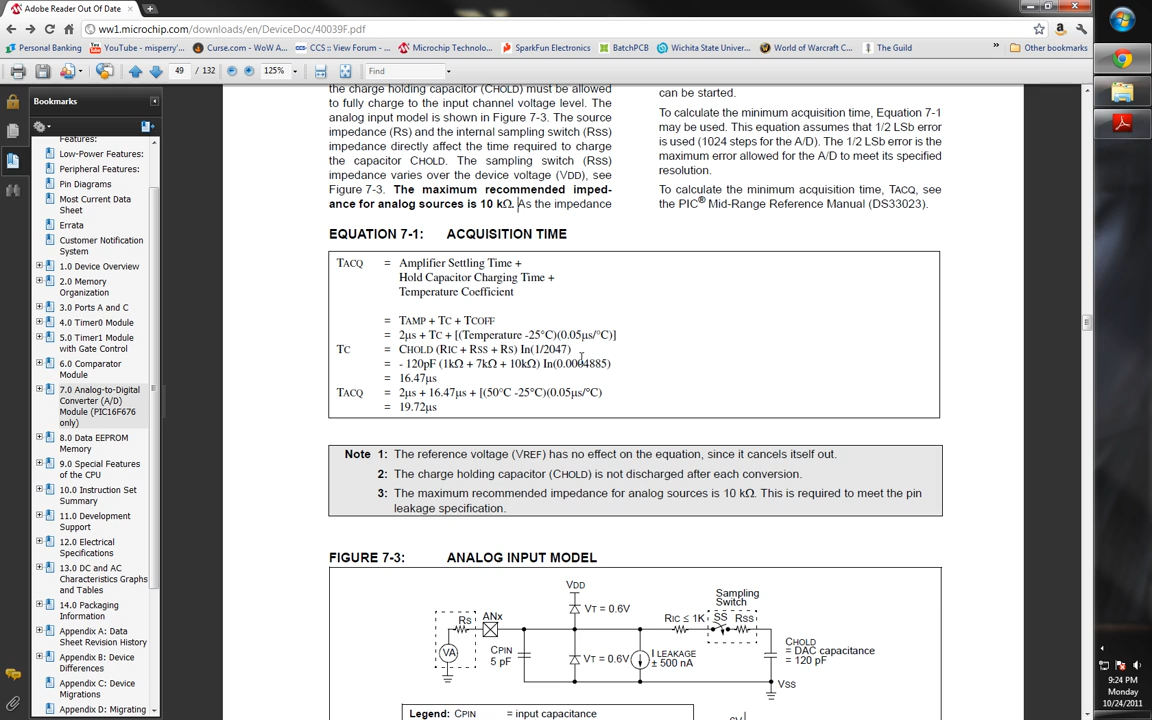 Adobe Reader Out Of Date
ww1.microchip.com/downloads/en/DeviceDoc/40039F.pdf
Personal Banking
YouTube - misperry's...
Curse.com - WoW A...
CCS :: View Forum - ...
Microchip Technolo...
SparkFun Electronics
BatchPCB
Wichita State Univer...
World of Warcraft C...
The Guild
»
Other bookmarks
49 / 132
125%
Find
Bookmarks
Features:
Low-Power Features:
Peripheral Features:
Pin Diagrams
Most Current Data
Sheet
Errata
Customer Notification
System
1.0 Device Overview
2.0 Memory
Organization
3.0 Ports A and C
4.0 Timer0 Module
5.0 Timer1 Module
with Gate Control
6.0 Comparator
Module
7.0 Analog-to-Digital
Converter (A/D)
Module (PIC16F676
only)
8.0 Data EEPROM
Memory
9.0 Special Features
of the CPU
10.0 Instruction Set
Summary
11.0 Development
Support
12.0 Electrical
Specifications
13.0 DC and AC
Characteristics Graphs
and Tables
14.0 Packaging
Information
Appendix A: Data
Sheet Revision History
Appendix B: Device
Differences
Appendix C: Device
Migrations
Appendix D: Migrating
the charge holding capacitor (CHOLD) must be allowed
to fully charge to the input channel voltage level. The
analog input model is shown in Figure 7-3. The source
impedance (RS) and the internal sampling switch (RSS)
impedance directly affect the time required to charge
the capacitor CHOLD. The sampling switch (RSS)
impedance varies over the device voltage (VDD), see
Figure 7-3. The maximum recommended imped-
ance for analog sources is 10 kΩ. As the impedance
can be started.
To calculate the minimum acquisition time, Equation 7-1
may be used. This equation assumes that 1/2 LSb error
is used (1024 steps for the A/D). The 1/2 LSb error is the
maximum error allowed for the A/D to meet its specified
resolution.
To calculate the minimum acquisition time, TACQ, see
the PIC® Mid-Range Reference Manual (DS33023).
EQUATION 7-1: ACQUISITION TIME
TACQ = Amplifier Settling Time +
Hold Capacitor Charging Time +
Temperature Coefficient
= TAMP + TC + TCOFF
= 2µs + TC + [(Temperature -25°C)(0.05µs/°C)]
TC = CHOLD (RIC + RSS + RS) In(1/2047)
= - 120pF (1kΩ + 7kΩ + 10kΩ) In(0.0004885)
= 16.47µs
TACQ = 2µs + 16.47µs + [(50°C -25°C)(0.05µs/°C)
= 19.72µs
Note 1: The reference voltage (VREF) has no effect on the equation, since it cancels itself out.
2: The charge holding capacitor (CHOLD) is not discharged after each conversion.
3: The maximum recommended impedance for analog sources is 10 kΩ. This is required to meet the pin
leakage specification.
FIGURE 7-3: ANALOG INPUT MODEL
VDD
Sampling
Switch
RS
ANx
VT = 0.6V
RIC ≤ 1K
SS
RSS
VA
CPIN
5 pF
VT = 0.6V
I LEAKAGE
± 500 nA
CHOLD
= DAC capacitance
= 120 pF
VSS
Legend: CPIN = input capacitance
6V
9:24 PM
Monday
10/24/2011